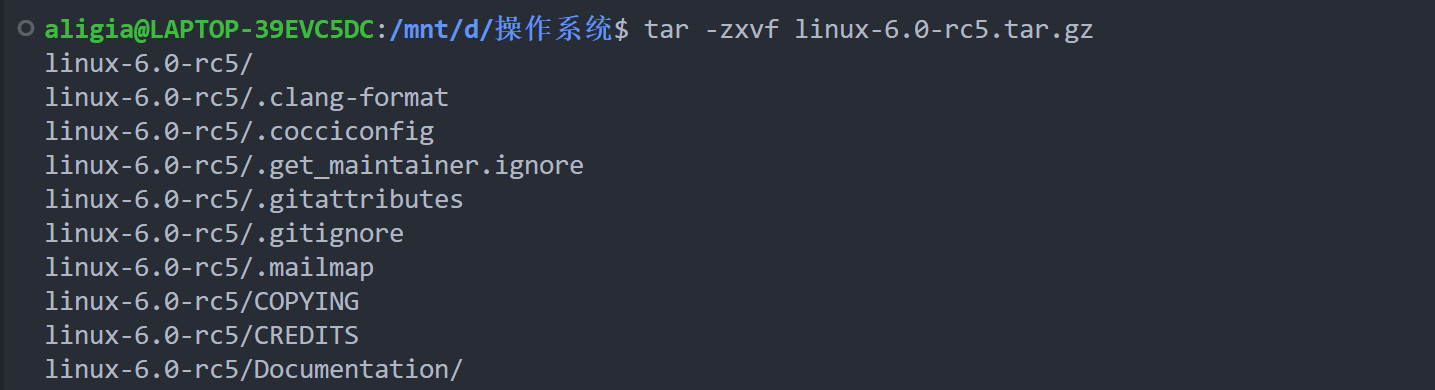 aligia@LAPTOP-39EVC5DC:/mnt/d/操作系统$ tar -zxvf linux-6.0-rc5.tar.gz
linux-6.0-rc5/
linux-6.0-rc5/.clang-format
linux-6.0-rc5/.cocciconfig
linux-6.0-rc5/.get_maintainer.ignore
linux-6.0-rc5/.gitattributes
linux-6.0-rc5/.gitignore
linux-6.0-rc5/.mailmap
linux-6.0-rc5/COPYING
linux-6.0-rc5/CREDITS
linux-6.0-rc5/Documentation/